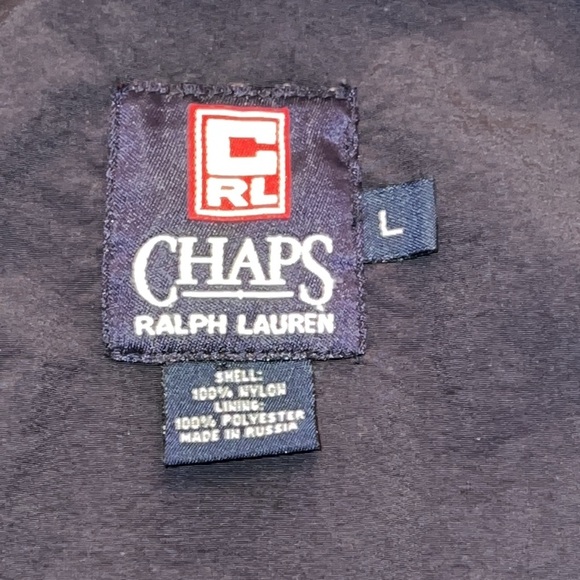 C
RL
CHAPS
RALPH LAUREN
L
SHELL:
100% NYLON
LINING:
100% POLYESTER
MADE IN RUSSIA